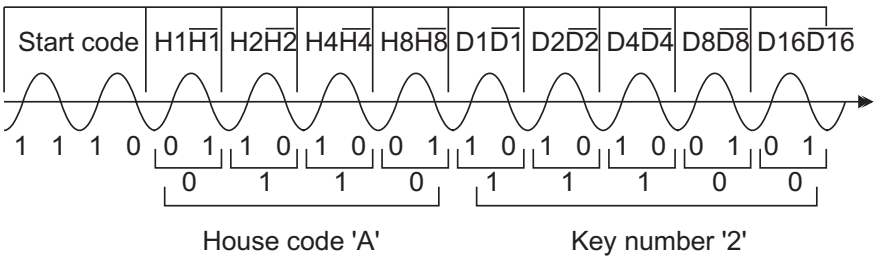 Start code H1H̅1̅ H2H̅2̅ H4H̅4̅ H8H̅8̅ D1D̅1̅ D2D̅2̅ D4D̅4̅ D8D̅8̅ D16D̅1̅6̅
1 1 1 0 0 1 1 0 1 0 0 1 1 0 1 0 1 0 0 1 0 1
0 1 1 0 1 1 1 0 0
House code 'A' Key number '2'